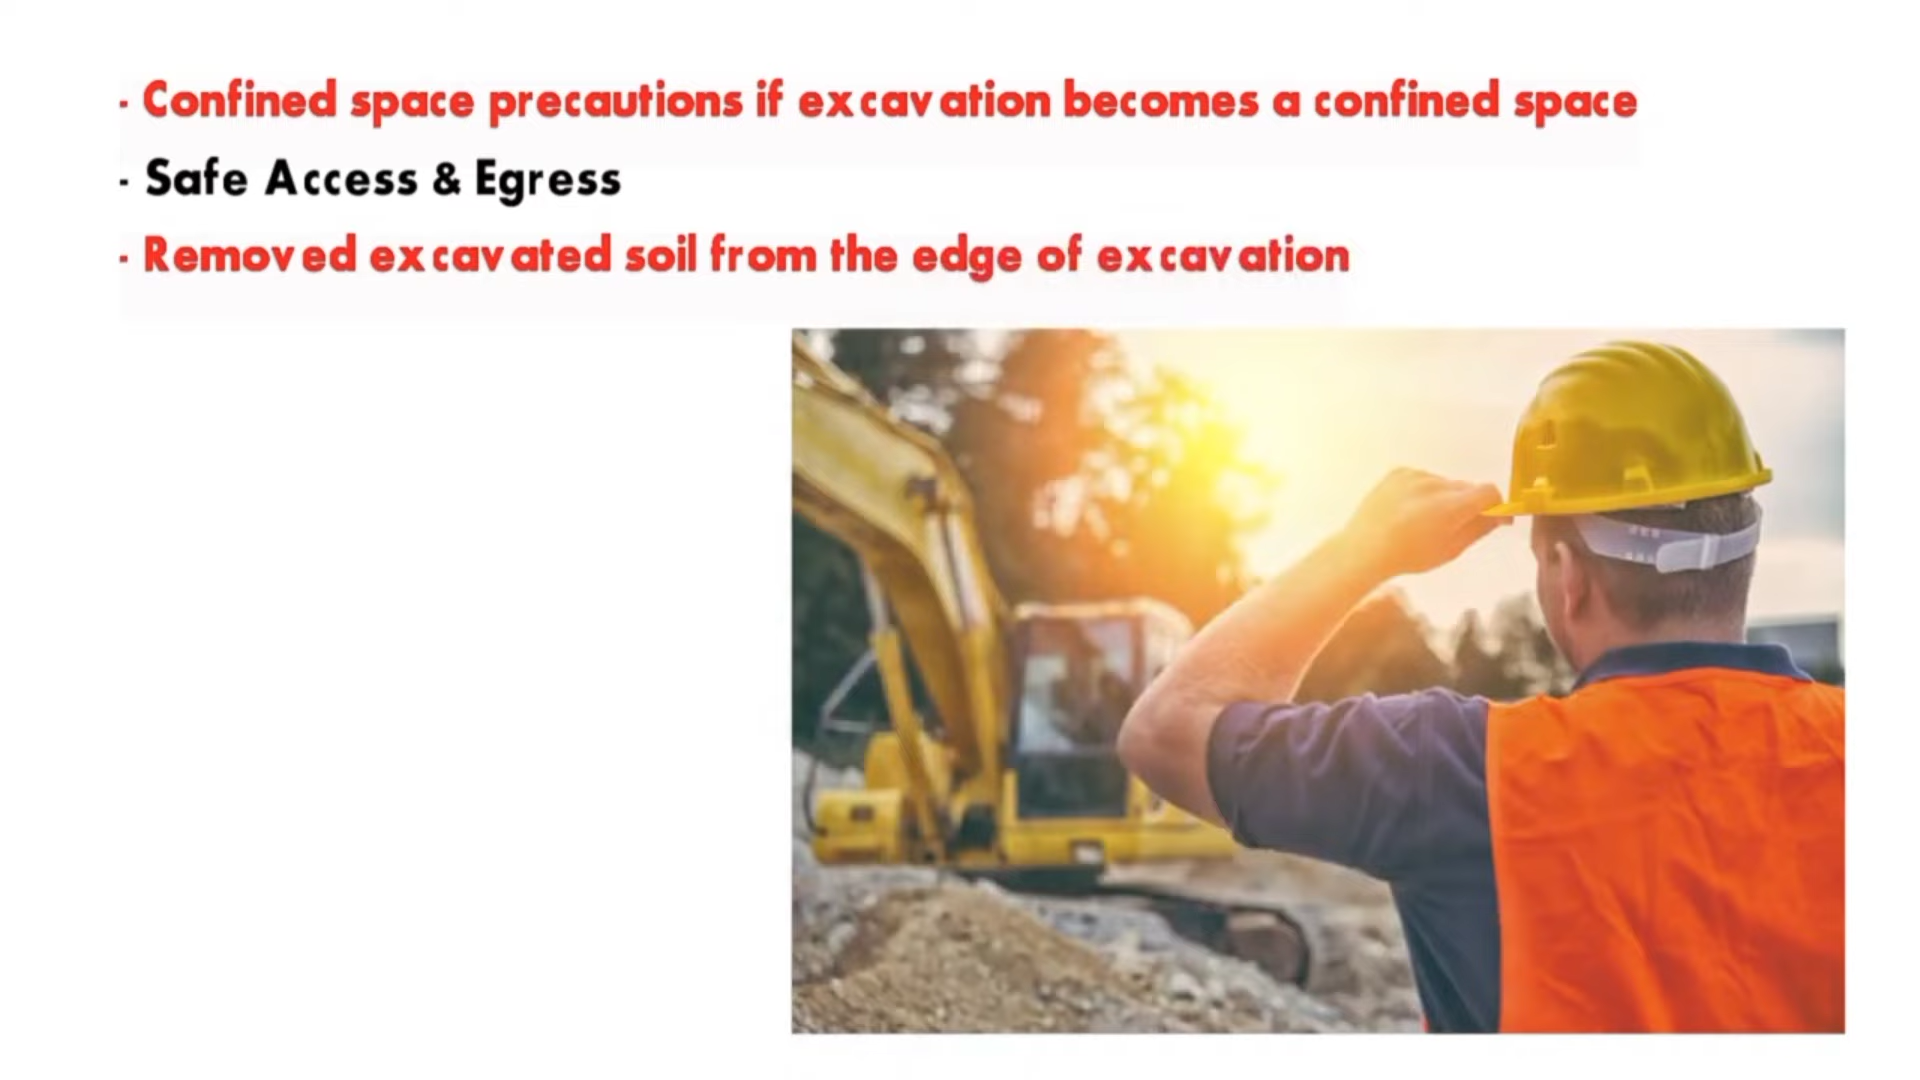 - Confined space precautions if excavation becomes a confined space
- Safe Access & Egress
- Removed excavated soil from the edge of excavation